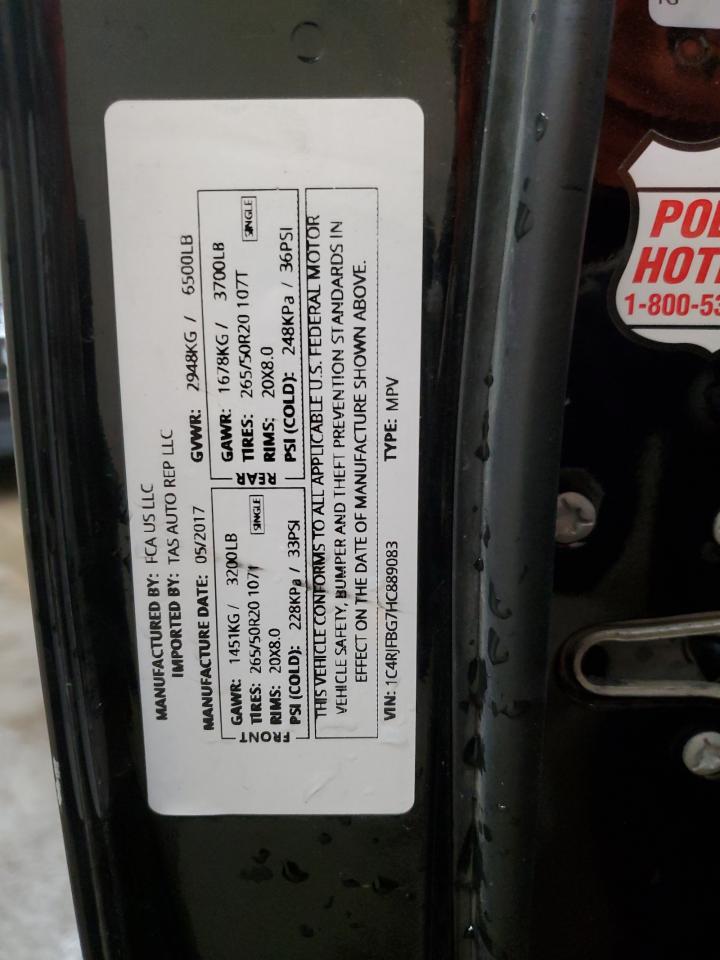 MANUFACTURED BY: FCA US LLC
IMPORTED BY: TAS AUTO REP LLC
MANUFACTURE DATE: 05/2017 GVWR: 2948KG / 6500LB
FRONT
GAWR: 1451KG / 3200LB
TIRES: 265/50R20 107T SINGLE
RIMS: 20X8.0
PSI (COLD): 228KPa / 33PSI
REAR
GAWR: 1678KG / 3700LB
TIRES: 265/50R20 107T SINGLE
RIMS: 20X8.0
PSI (COLD): 248KPa / 36PSI
THIS VEHICLE CONFORMS TO ALL APPLICABLE U.S. FEDERAL MOTOR
VEHICLE SAFETY, BUMPER AND THEFT PREVENTION STANDARDS IN
EFFECT ON THE DATE OF MANUFACTURE SHOWN ABOVE.
VIN: 1C4RJFBG7HC889083 TYPE: MPV
1-800-53